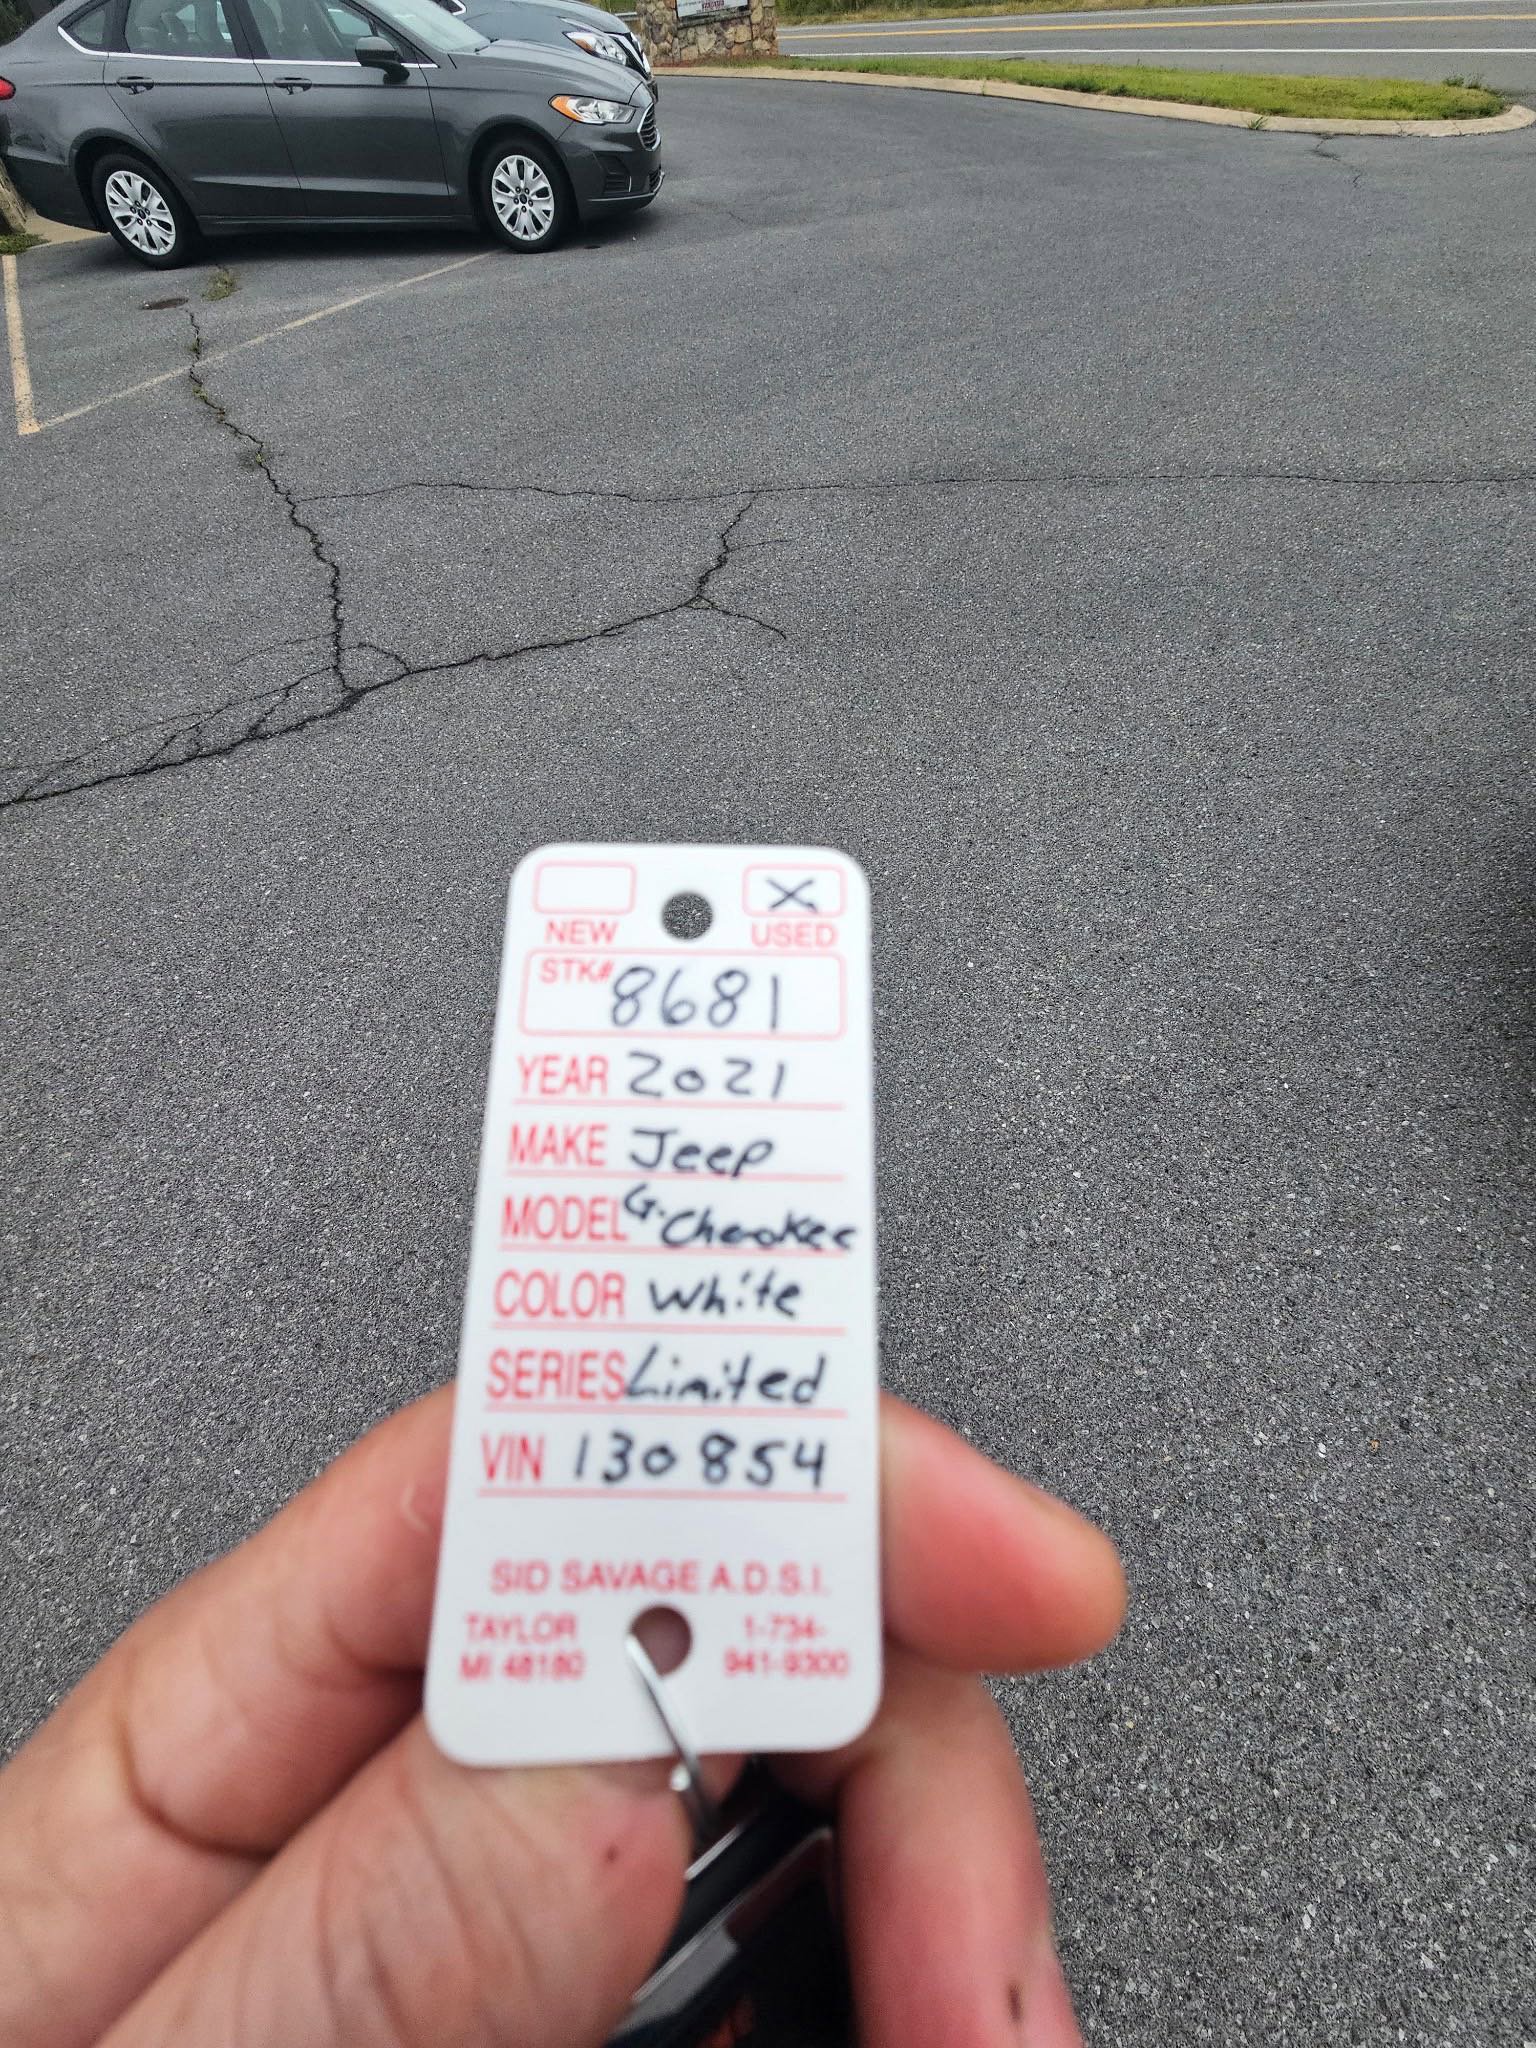 X
NEW USED
STK# 8681
YEAR 2021
MAKE Jeep
MODEL G. Cherokee
COLOR White
SERIES Limited
VIN 130854
SID SAVAGE A.D.S.I.
TAYLOR 1-734-
MI 48180 941-9300